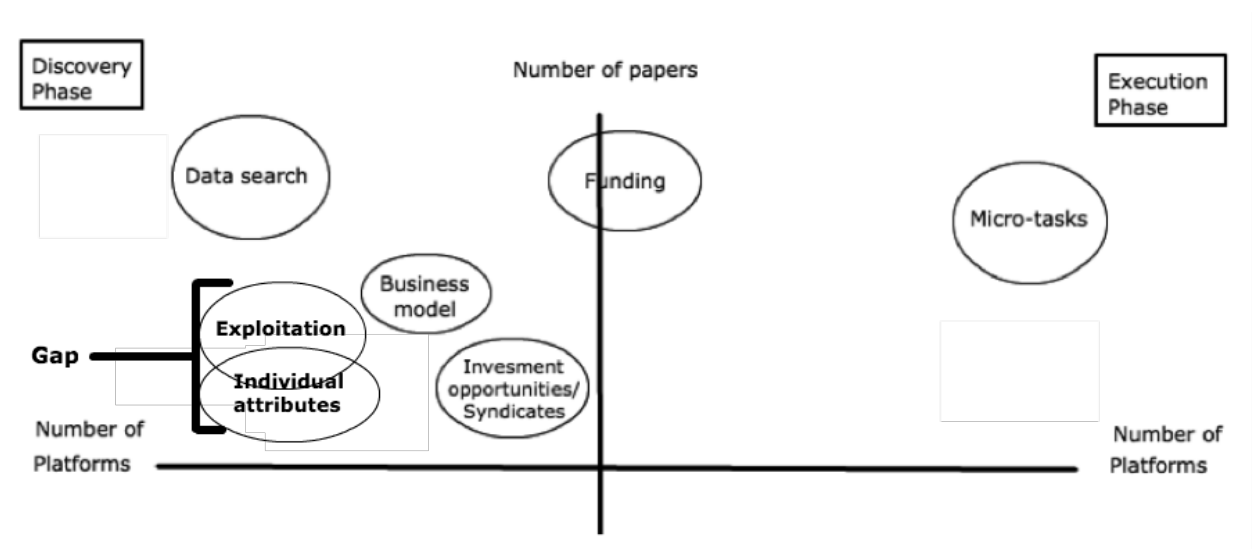 Discovery
Phase
Number of papers
Execution
Phase
Data search
Funding
Micro-tasks
Business
model
Exploitation
Gap
Individual
attributes
Invesment
opportunities/
Syndicates
Number of
Platforms
Number of
Platforms